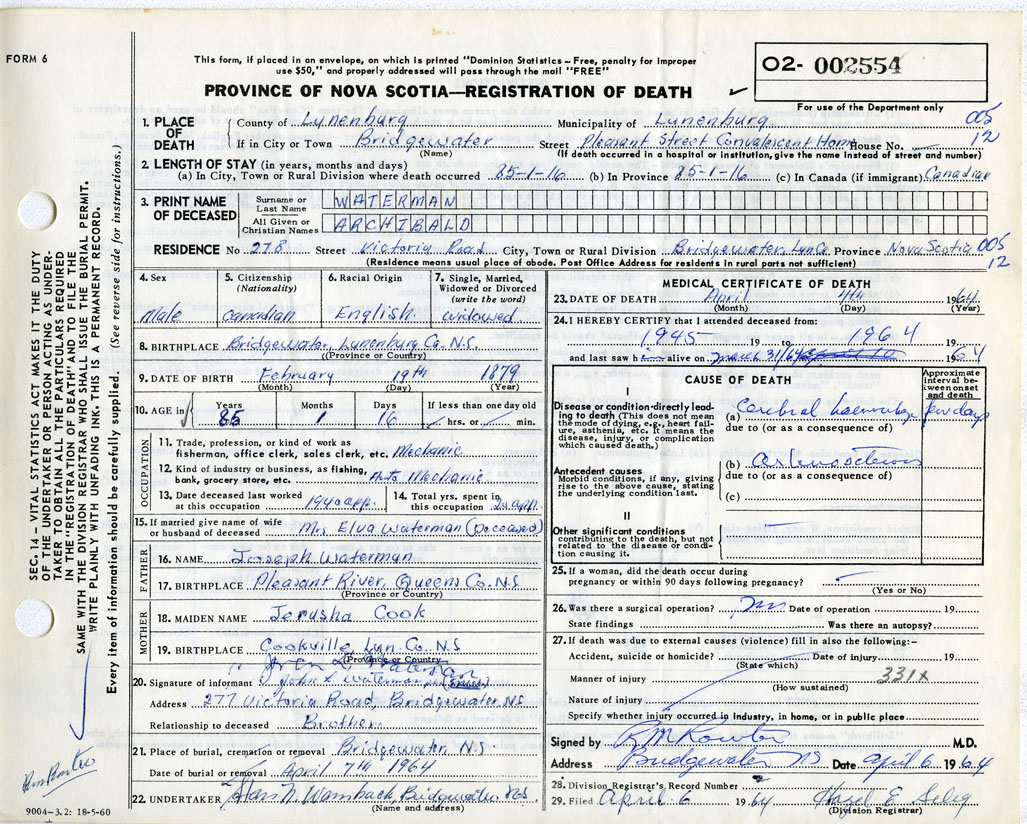 FORM 6
This form, if placed in an envelope, on which is printed "Dominion Statistics—Free, penalty for improper
use $50," and properly addressed will pass through the mail "FREE"
O2- 002554
PROVINCE OF NOVA SCOTIA—REGISTRATION OF DEATH
For use of the Department only
1. PLACE OF DEATH
County of Lunenburg Municipality of Lunenburg 005
If in City or Town Bridgewater Street Pleasant Street Convalescent Home House No. 12
(Name) (If death occurred in a hospital or institution, give the name instead of street and number)
2. LENGTH OF STAY (in years, months and days)
(a) In City, Town or Rural Division where death occurred 85-1-16 (b) In Province 85-1-16 (c) In Canada (if immigrant) Canadian
3. PRINT NAME OF DECEASED
Surname or Last Name WATERMAN
All Given or Christian Names ARCHIBALD
RESIDENCE No. 278 Street Victoria Road City, Town or Rural Division Bridgewater, Lun Co. Province Nova Scotia 005
(Residence means usual place of abode. Post Office Address for residents in rural parts not sufficient) 12
4. Sex
Male
5. Citizenship
(Nationality)
Canadian
6. Racial Origin
English
7. Single, Married,
Widowed or Divorced
(write the word)
widowed
8. BIRTHPLACE Bridgewater, Lunenburg Co. N.S.
(Province or Country)
9. DATE OF BIRTH February 19th 1879
(Month) (Day) (Year)
10. AGE in
Years Months Days If less than one day old
85 1 16 hrs. or min.
OCCUPATION
11. Trade, profession, or kind of work as
fisherman, office clerk, sales clerk, etc. Mechanic
12. Kind of industry or business, as fishing,
bank, grocery store, etc. Auto Mechanic
13. Date deceased last worked
at this occupation 1940 app.
14. Total yrs. spent in
this occupation app.
15. If married give name of wife
or husband of deceased Mrs. Elva Waterman (Deceased)
FATHER
16. NAME Joseph Waterman
17. BIRTHPLACE Pleasant River, Queens Co. N.S
(Province or Country)
MOTHER
18. MAIDEN NAME Jerusha Cook
19. BIRTHPLACE Cookville Lun. Co. N.S
(Province or Country)
20. Signature of informant John L Waterman
Address 277 Victoria Road, Bridgewater N.S
Relationship to deceased Brother
21. Place of burial, cremation or removal Bridgewater N.S.
Date of burial or removal April 7th 1964
22. UNDERTAKER Wambach, Bridgewater N.S
(Name and address)
9004-3.2: 18-5-60
MEDICAL CERTIFICATE OF DEATH
23. DATE OF DEATH April 4th 1964
(Month) (Day) (Year)
24. I HEREBY CERTIFY that I attended deceased from:
1945 19 to 1964 19
and last saw him alive on March 31/64 1964
CAUSE OF DEATH
Approximate
interval be-
tween onset
and death
I
Disease or condition directly lead-
ing to death (This does not mean
the mode of dying, e.g., heart fail-
ure, asthenia, etc. It means the
disease, injury, or complication
which caused death.)
(a) Cerebral haemorrhage few days
due to (or as a consequence of)
Antecedent causes
Morbid conditions, if any, giving
rise to the above cause, stating
the underlying condition last.
(b) arteriosclerosis
due to (or as a consequence of)
(c)
II
Other significant conditions
contributing to the death, but not
related to the disease or condi-
tion causing it.
25. If a woman, did the death occur during
pregnancy or within 90 days following pregnancy?
(Yes or No)
26. Was there a surgical operation? no Date of operation 19
State findings Was there an autopsy?
27. If death was due to external causes (violence) fill in also the following:—
Accident, suicide or homicide? Date of injury 19
(State which)
Manner of injury 331x
(How sustained)
Nature of injury
Specify whether injury occurred in industry, in home, or in public place
Signed by M.D.
Address Bridgewater NS Date April 6 1964
28. Division Registrar's Record Number
29. Filed April 6 1964 Hazel E. Selig
(Division Registrar)
SEC. 14 - VITAL STATISTICS ACT MAKES IT THE DUTY
OF THE UNDERTAKER OR PERSON ACTING AS UNDER-
TAKER TO OBTAIN ALL THE PARTICULARS REQUIRED
IN THE "REGISTRATION OF DEATH" AND TO FILE THE
SAME WITH THE DIVISION REGISTRAR WHO SHALL ISSUE THE BURIAL PERMIT.
WRITE PLAINLY WITH UNFADING INK, THIS IS A PERMANENT RECORD.
Every item of information should be carefully supplied. (See reverse side for instructions.)